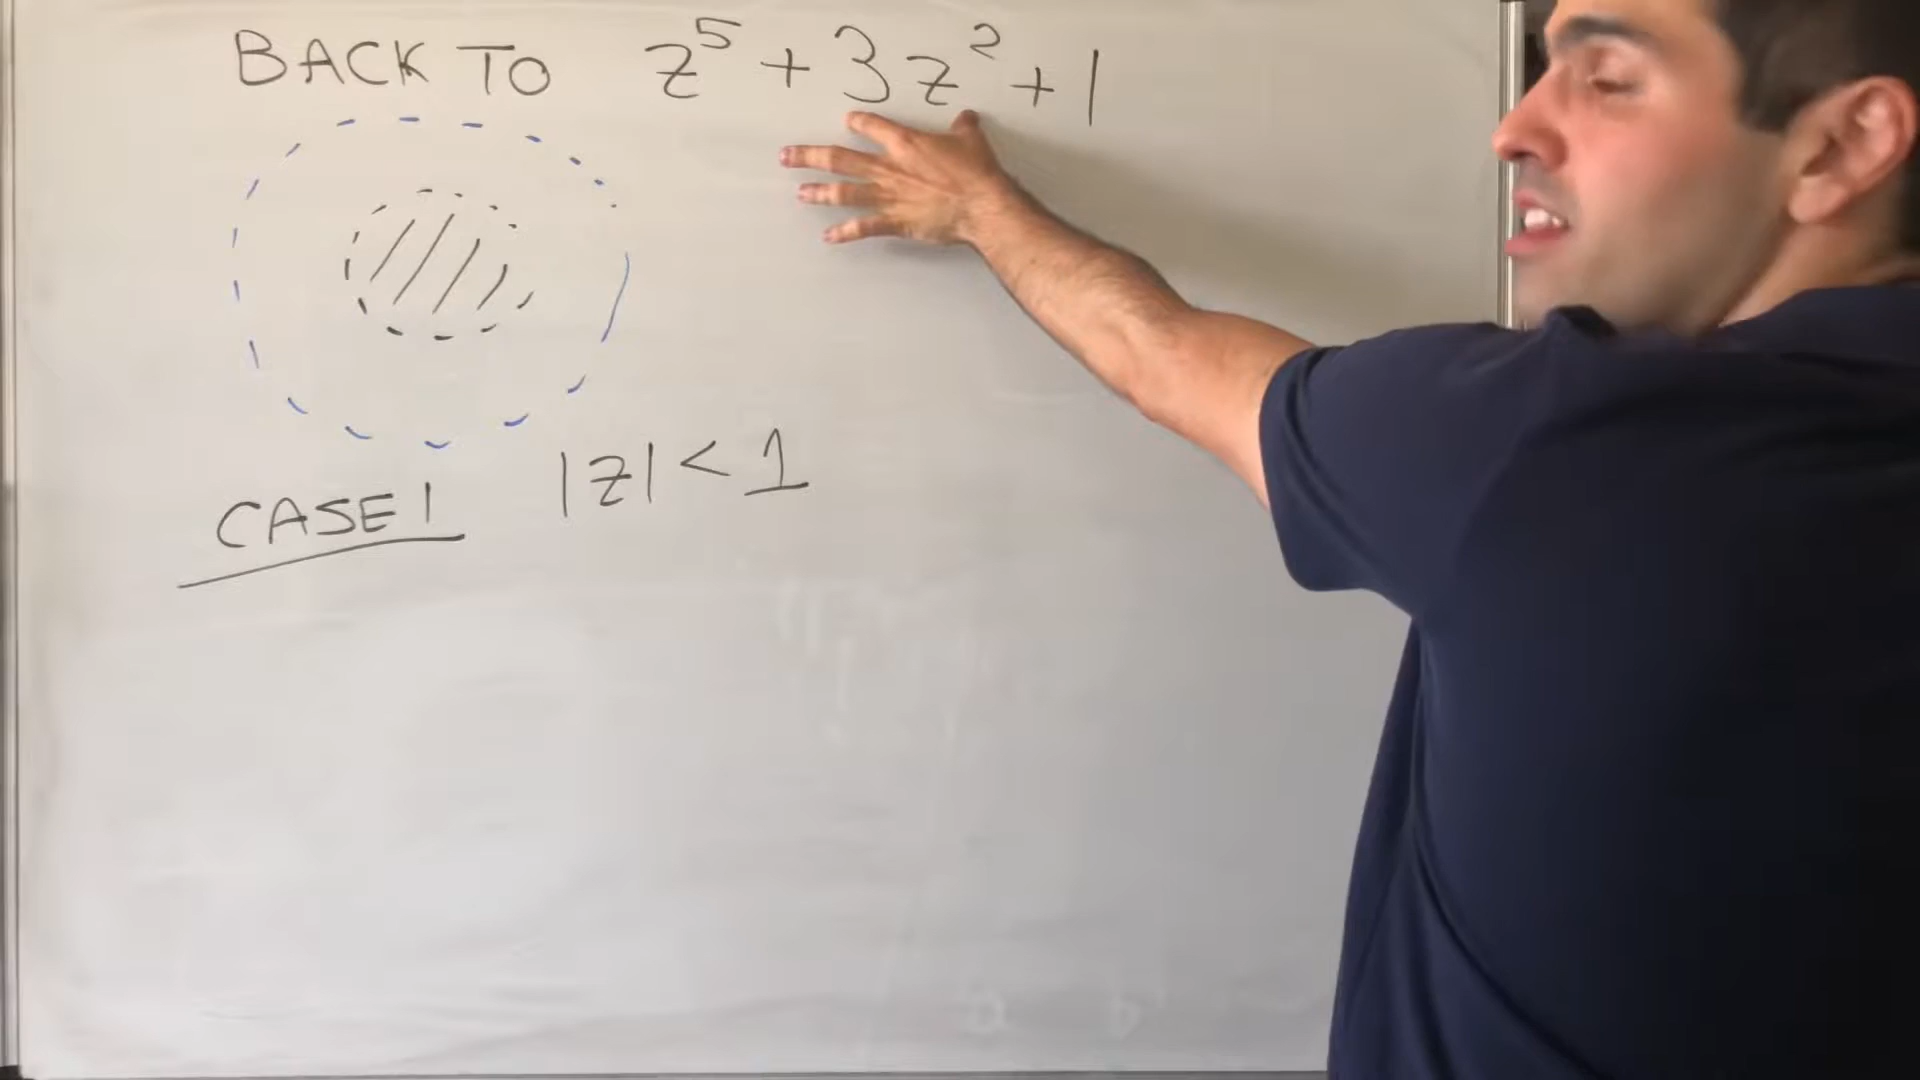 BACK TO z⁵ + 3z² + 1
CASE 1 |z| < 1